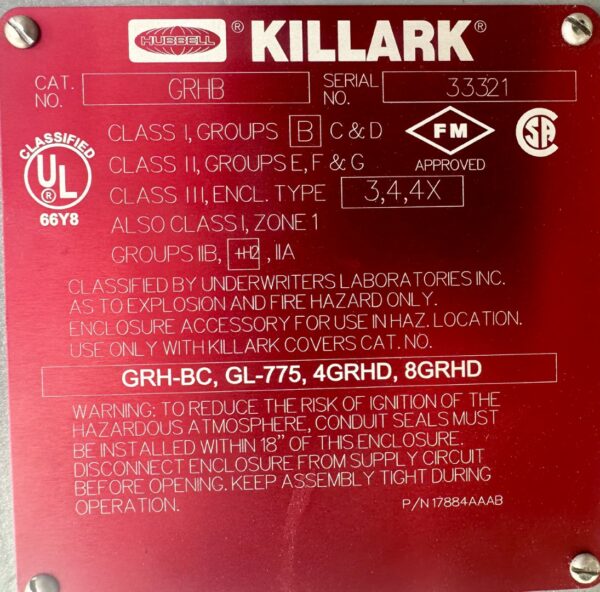 HUBBELL ® KILLARK®
CAT. NO. GRHB SERIAL NO. 33321
CLASSIFIED UL ® 66Y8
CLASS I, GROUPS B C & D
FM APPROVED
CSA
CLASS II, GROUPS E, F & G
CLASS III, ENCL. TYPE 3,4,4X
ALSO CLASS I, ZONE 1
GROUPS IIB, +H2 , IIA
CLASSIFIED BY UNDERWRITERS LABORATORIES INC.
AS TO EXPLOSION AND FIRE HAZARD ONLY.
ENCLOSURE ACCESSORY FOR USE IN HAZ. LOCATION.
USE ONLY WITH KILLARK COVERS CAT. NO.
GRH-BC, GL-775, 4GRHD, 8GRHD
WARNING: TO REDUCE THE RISK OF IGNITION OF THE
HAZARDOUS ATMOSPHERE, CONDUIT SEALS MUST
BE INSTALLED WITHIN 18" OF THIS ENCLOSURE.
DISCONNECT ENCLOSURE FROM SUPPLY CIRCUIT
BEFORE OPENING. KEEP ASSEMBLY TIGHT DURING
OPERATION.
P/N 17884AAAB